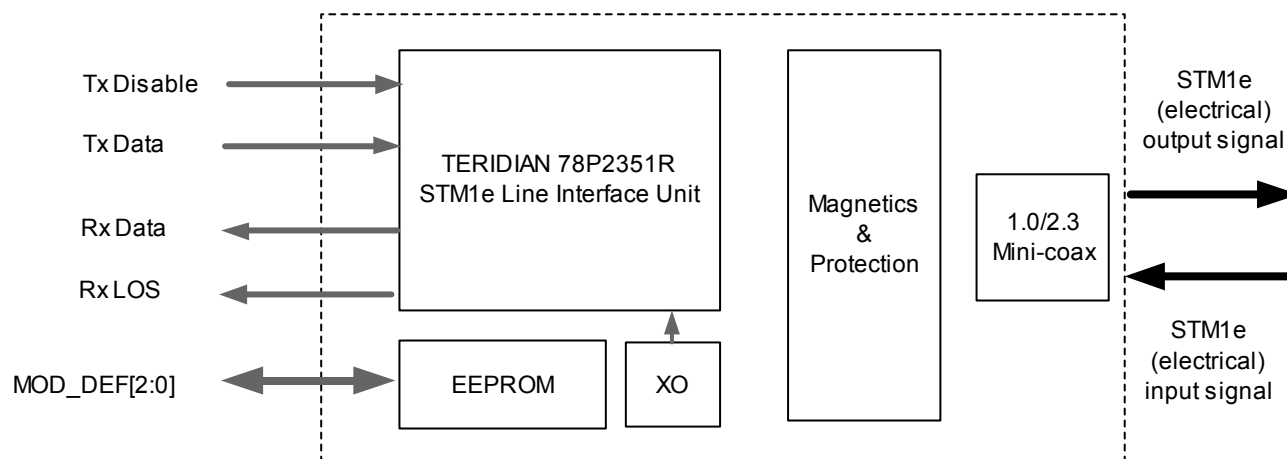 Tx Disable
Tx Data
Rx Data
Rx LOS
MOD_DEF[2:0]
TERIDIAN 78P2351R
STM1e Line Interface Unit
EEPROM
XO
Magnetics
&
Protection
1.0/2.3
Mini-coax
STM1e
(electrical)
output signal
STM1e
(electrical)
input signal